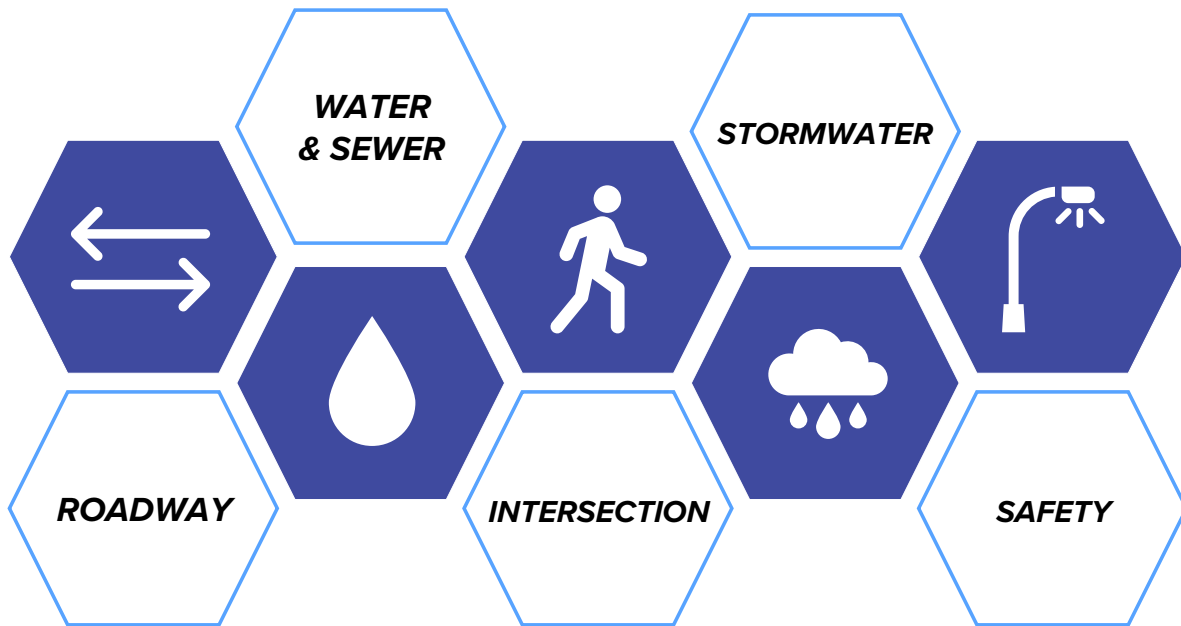 WATER
& SEWER
STORMWATER
ROADWAY
INTERSECTION
SAFETY